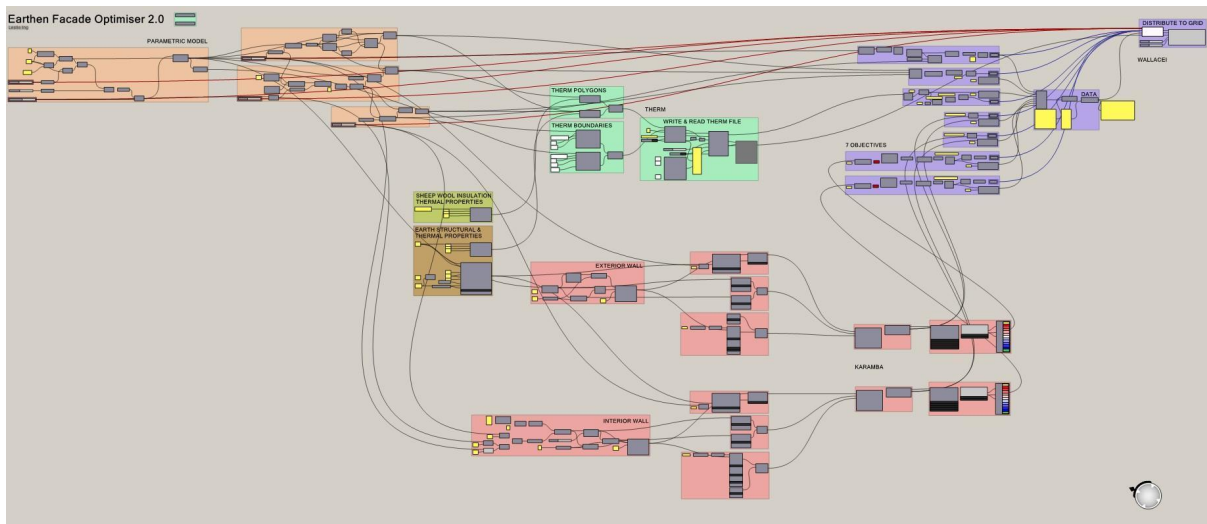 Earthen Facade Optimiser 2.0
PARAMETRIC MODEL
DISTRIBUTE TO GRID
WALLACEI
THERM POLYGONS
THERM
DATA
THERM BOUNDARIES
WRITE & READ THERM FILE
7 OBJECTIVES
SHEEP WOOL INSULATION
THERMAL PROPERTIES
EARTH STRUCTURAL &
THERMAL PROPERTIES
EXTERIOR WALL
KARAMBA
INTERIOR WALL